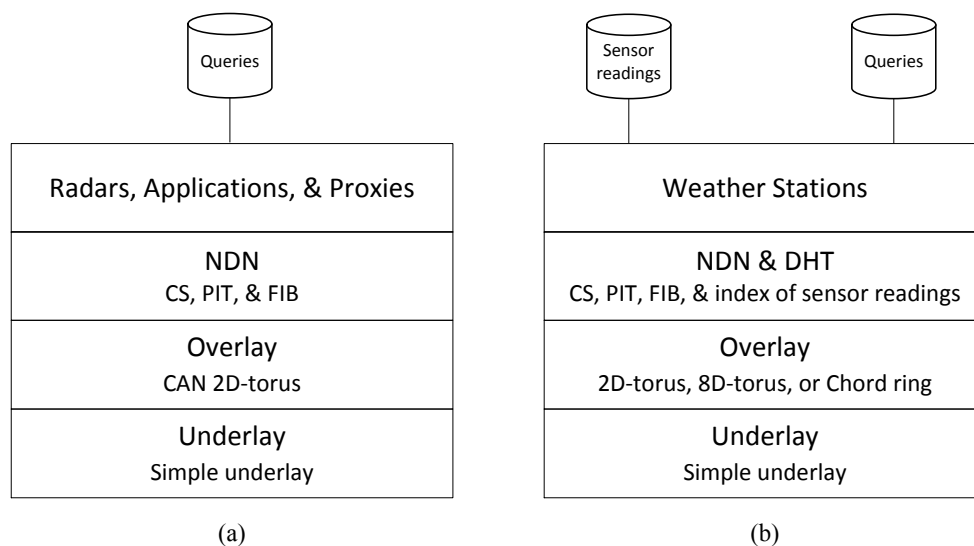 Queries
Radars, Applications, & Proxies
NDN
CS, PIT, & FIB
Overlay
CAN 2D-torus
Underlay
Simple underlay
(a)
Sensor
readings
Queries
Weather Stations
NDN & DHT
CS, PIT, FIB, & index of sensor readings
Overlay
2D-torus, 8D-torus, or Chord ring
Underlay
Simple underlay
(b)